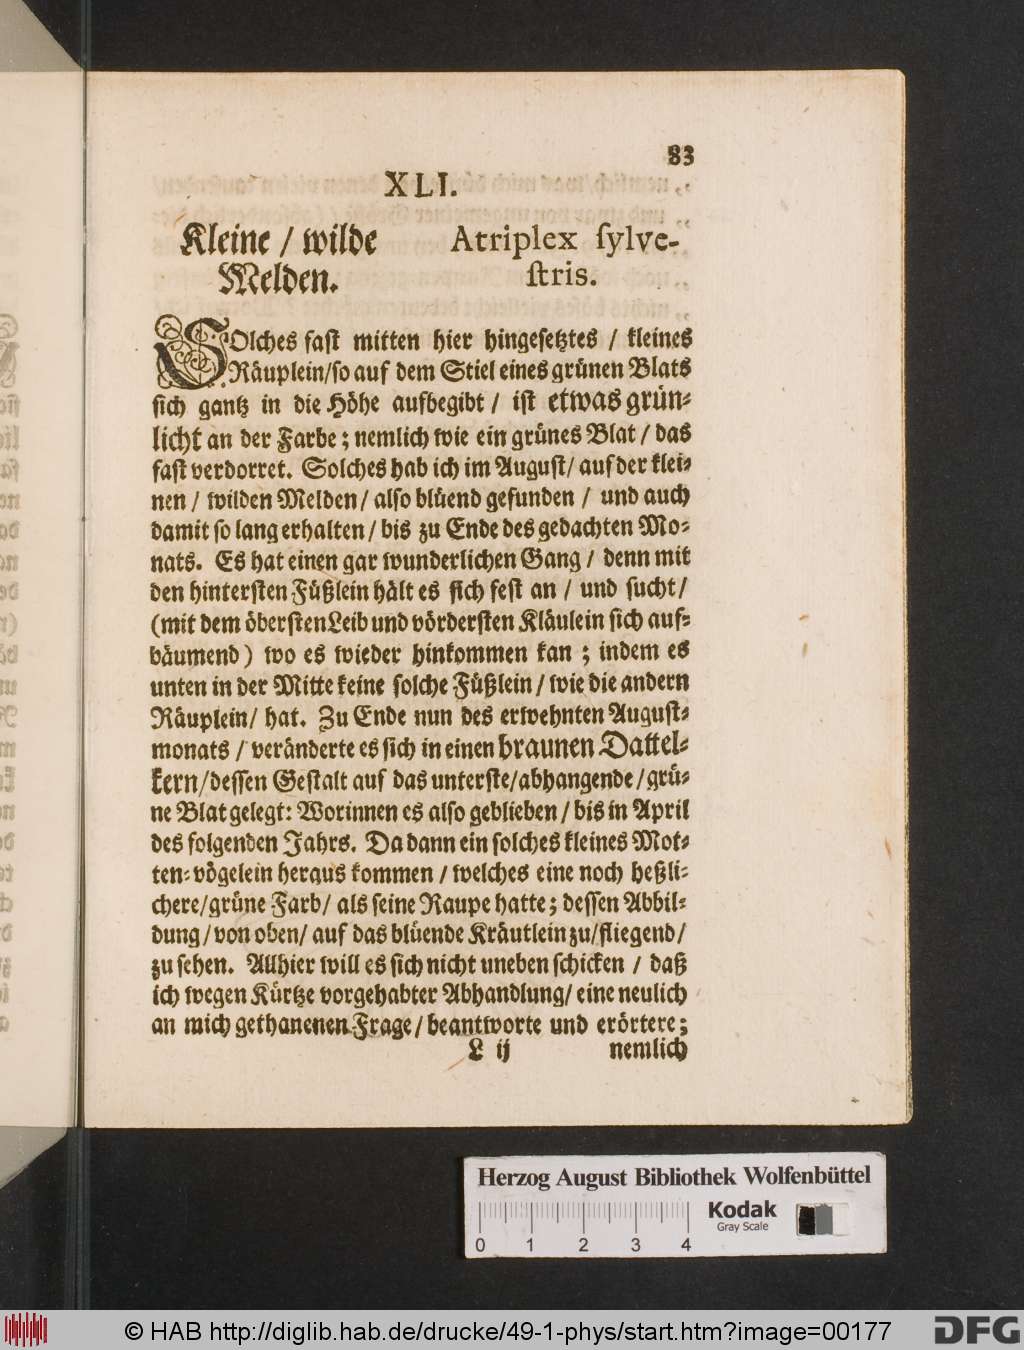 83
XLI.
Kleine / wilde
Melden.
Atriplex ſylve-
ſtris.
SOlches faſt mitten hier hingeſetztes / kleines
Räuplein/ſo auf dem Stiel eines grünen Blats
ſich gantz in die Höhe aufbegibt / iſt etwas grün-
licht an der Farbe; nemlich wie ein grünes Blat / das
faſt verdorret. Solches hab ich im Auguſt/ auf der klei-
nen / wilden Melden / alſo blüend gefunden / und auch
damit ſo lang erhalten / bis zu Ende des gedachten Mo-
nats. Es hat einen gar wunderlichen Gang / denn mit
den hinterſten Füßlein hält es ſich feſt an / und ſucht/
(mit dem öberſten Leib und vörderſten Kläulein ſich auf-
bäumend) wo es wieder hinkommen kan ; indem es
unten in der Mitte keine ſolche Füßlein / wie die andern
Räuplein/ hat. Zu Ende nun des erwehnten Auguſt-
monats / veränderte es ſich in einen braunen Dattel-
kern/deſſen Geſtalt auf das unterſte/abhangende/grü-
ne Blat gelegt: Worinnen es alſo geblieben / bis in April
des folgenden Jahrs. Da dann ein ſolches kleines Mot-
ten-vögelein heraus kommen / welches eine noch heßli-
chere/grüne Farb/ als ſeine Raupe hatte; deſſen Abbil-
dung/von oben/ auf das blüende Kräutlein zu/fliegend/
zu ſehen. Allhier will es ſich nicht uneben ſchicken / daß
ich wegen Kürtze vorgehabter Abhandlung/ eine neulich
an mich gethanenen Frage / beantworte und erörtere;
L ij nemlich
Herzog August Bibliothek Wolfenbüttel
Kodak
Gray Scale
0 1 2 3 4
© HAB http://diglib.hab.de/drucke/49-1-phys/start.htm?image=00177
DFG